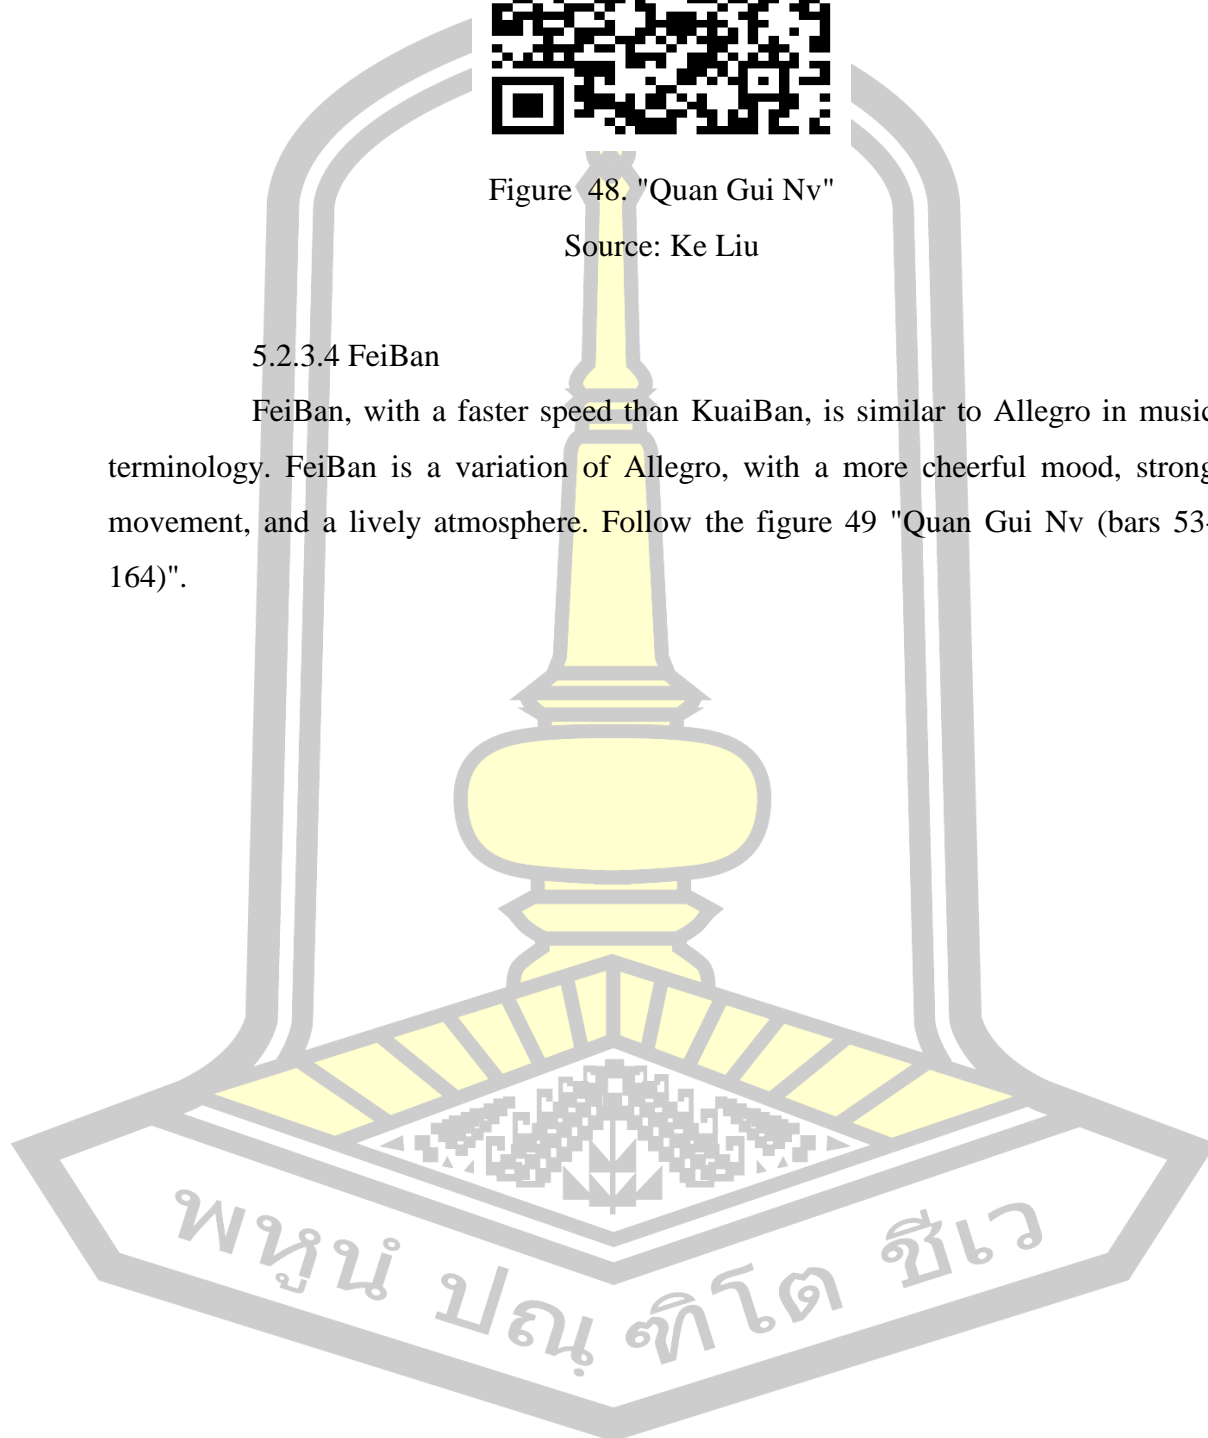 Figure 48. "Quan Gui Nv"
Source: Ke Liu
5.2.3.4 FeiBan
FeiBan, with a faster speed than KuaiBan, is similar to Allegro in music
terminology. FeiBan is a variation of Allegro, with a more cheerful mood, strong
movement, and a lively atmosphere. Follow the figure 49 "Quan Gui Nv (bars 53-
164)".
พหูนํ ปณฺฑิโต ชีเว